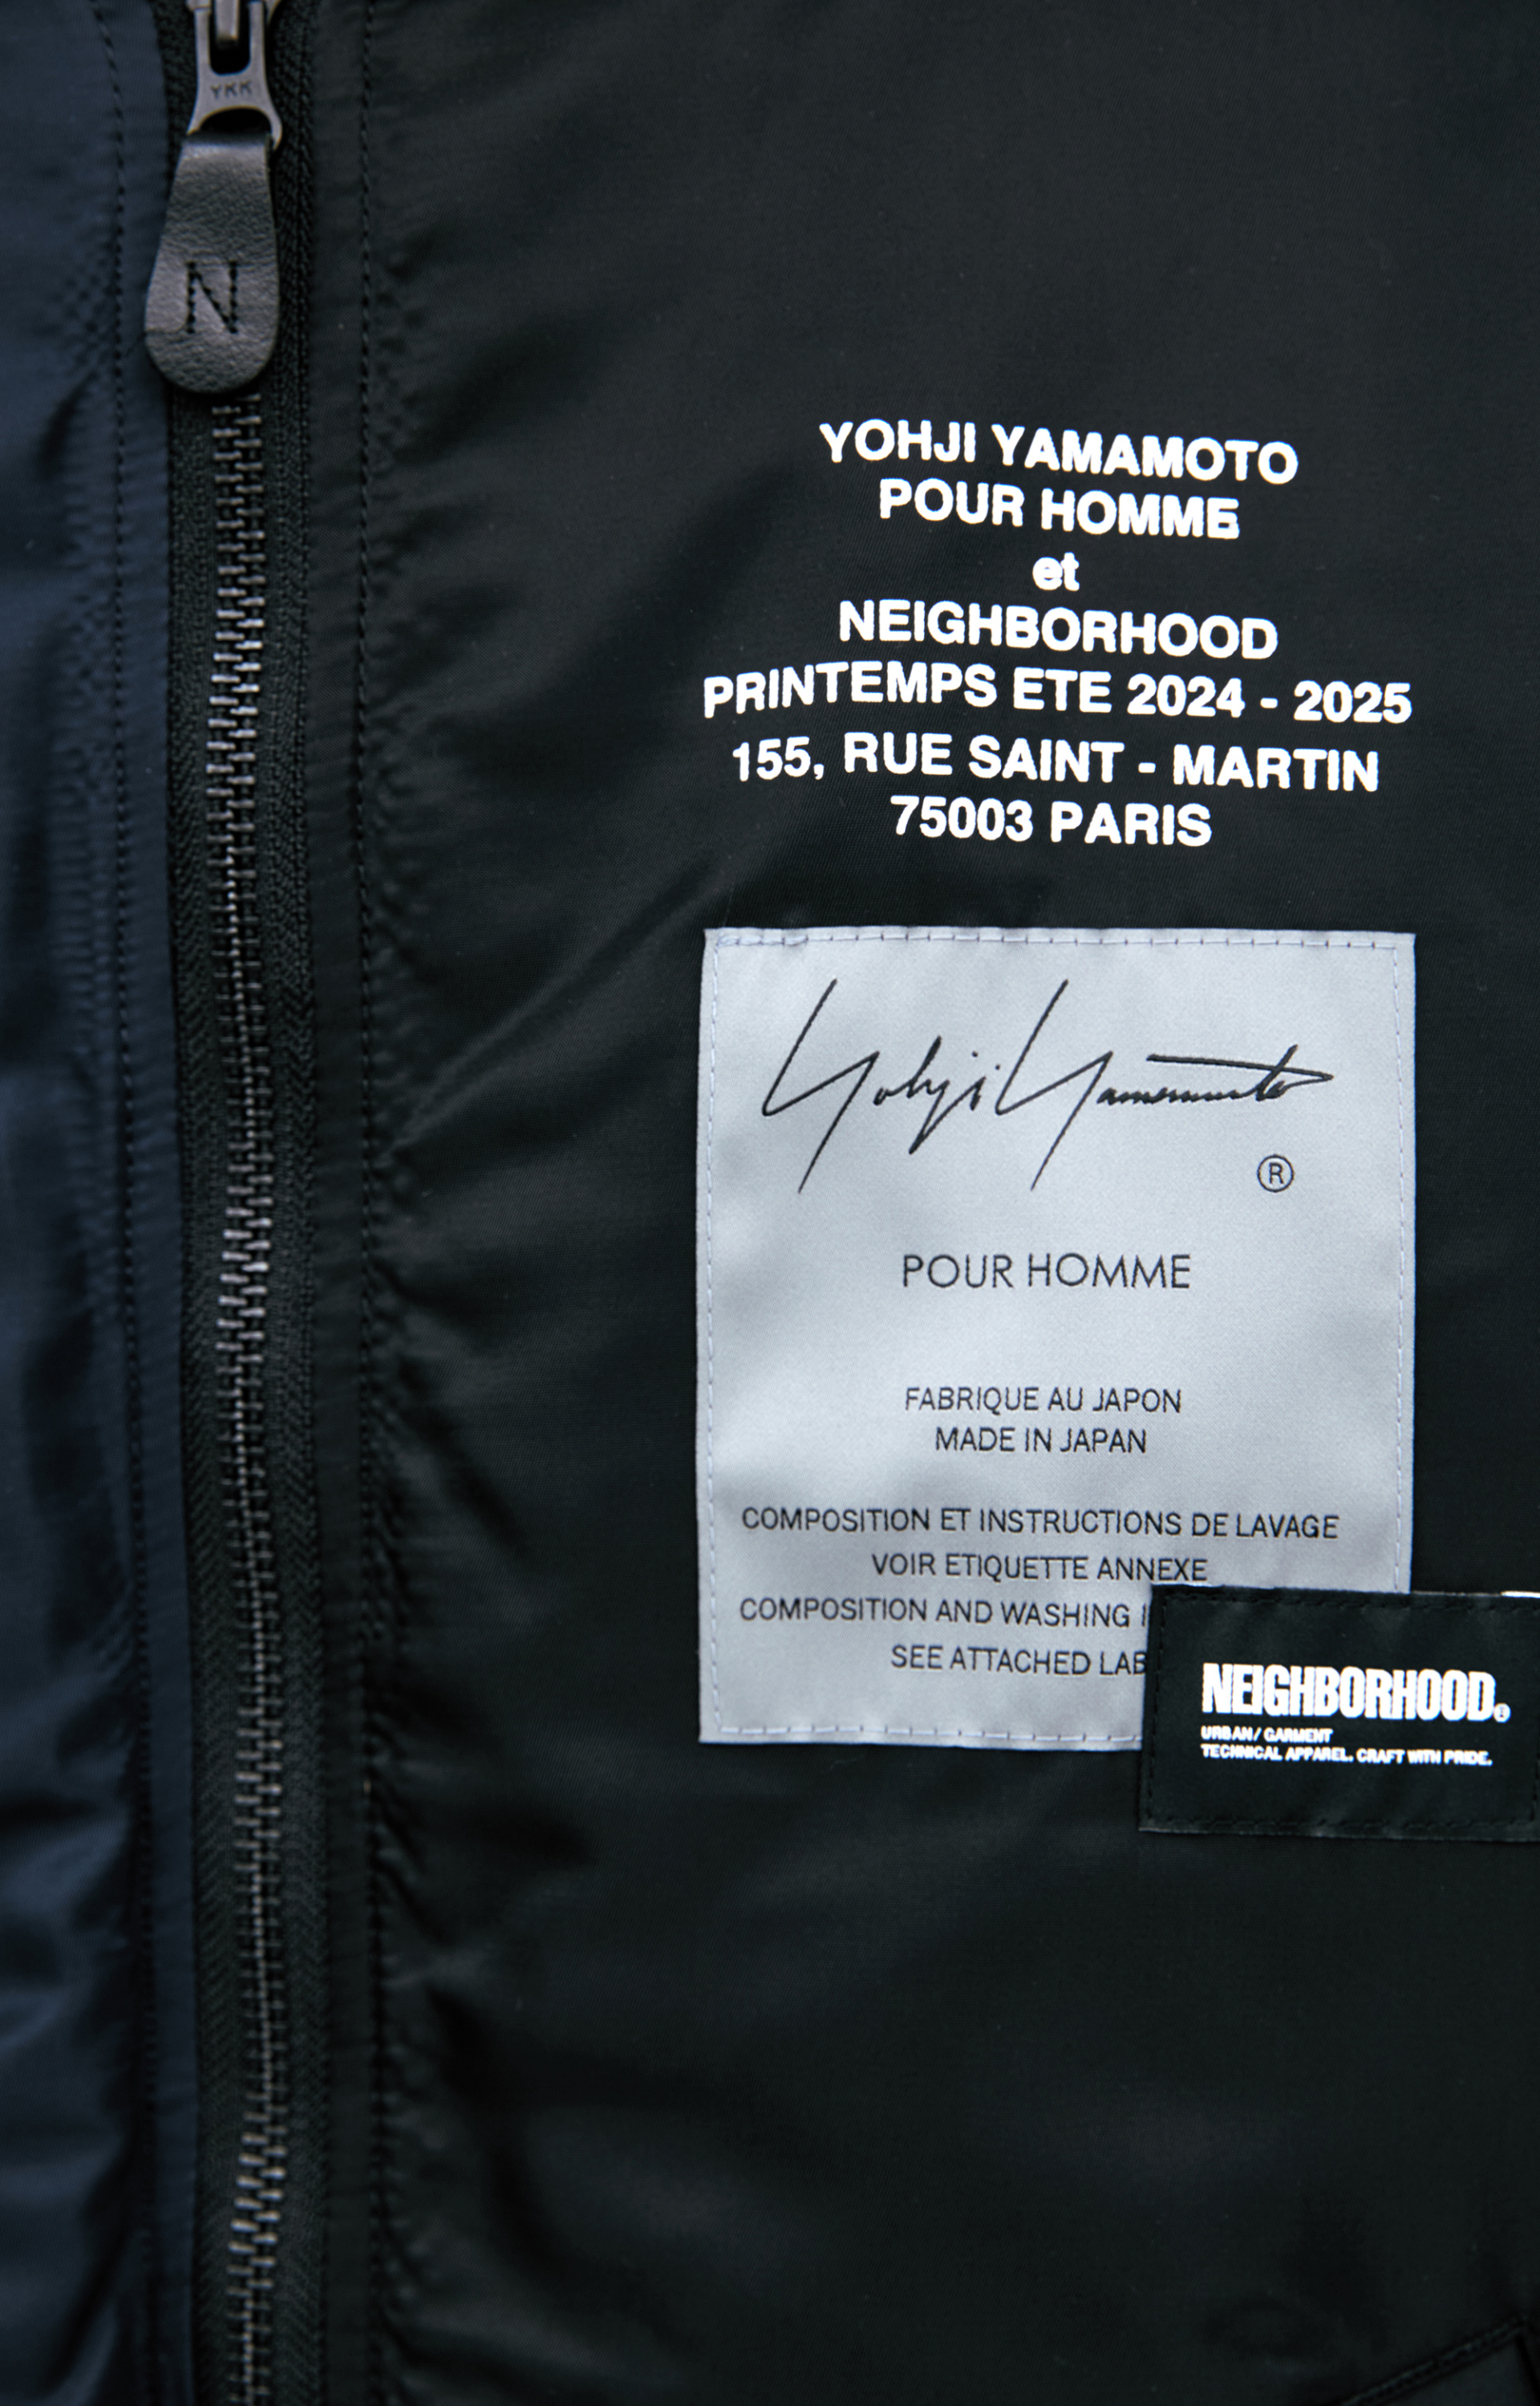 YKK
N
YOHJI YAMAMOTO
POUR HOMME
et
NEIGHBORHOOD
PRINTEMPS ETE 2024 - 2025
155, RUE SAINT - MARTIN
75003 PARIS
Yohji Yamamoto
®
POUR HOMME
FABRIQUE AU JAPON
MADE IN JAPAN
COMPOSITION ET INSTRUCTIONS DE LAVAGE
VOIR ETIQUETTE ANNEXE
COMPOSITION AND WASHING
SEE ATTACHED LAB
NEIGHBORHOOD®
URBAN/ GARMENT
TECHNICAL APPAREL. CRAFT WITH PRIDE.